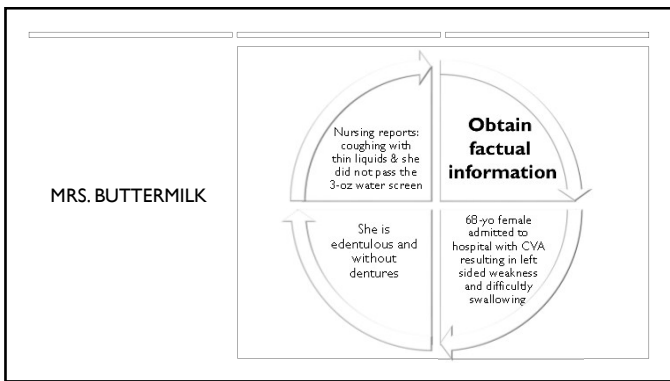 MRS. BUTTERMILK
Obtain
factual
information
68-yo female
admitted to
hospital with CVA
resulting in left
sided weakness
and difficultly
swallowing
She is
edentulous and
without
dentures
Nursing reports:
coughing with
thin liquids & she
did not pass the
3-oz water screen